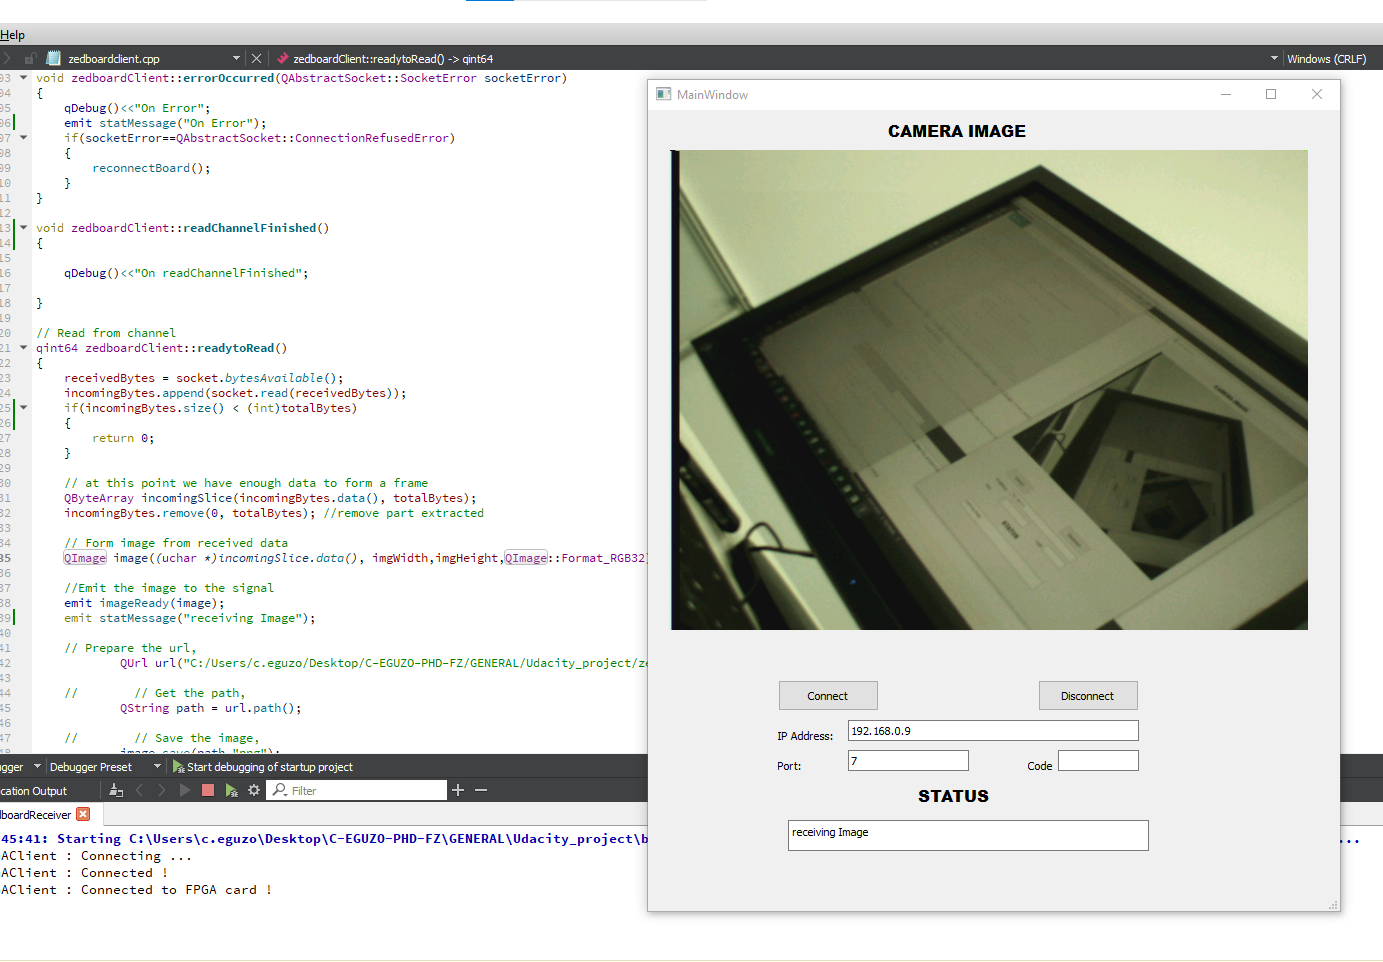 Help
zedboardclient.cpp
zedboardClient::readytoRead() -> qint64
Windows (CRLF)
03 void zedboardClient::errorOccurred(QAbstractSocket::SocketError socketError)
04 {
05 qDebug()<<"On Error";
06 emit statMessage("On Error");
07 if(socketError==QAbstractSocket::ConnectionRefusedError)
08 {
09 reconnectBoard();
10 }
11 }
12
13 void zedboardClient::readChannelFinished()
14 {
15
16 qDebug()<<"On readChannelFinished";
17
18 }
19
20 // Read from channel
21 qint64 zedboardClient::readytoRead()
22 {
23 receivedBytes = socket.bytesAvailable();
24 incomingBytes.append(socket.read(receivedBytes));
25 if(incomingBytes.size() < (int)totalBytes)
26 {
27 return 0;
28 }
29
30 // at this point we have enough data to form a frame
31 QByteArray incomingSlice(incomingBytes.data(), totalBytes);
32 incomingBytes.remove(0, totalBytes); //remove part extracted
33
34 // Form image from received data
35 QImage image((uchar *)incomingSlice.data(), imgWidth,imgHeight,QImage::Format_RGB32)
36
37 //Emit the image to the signal
38 emit imageReady(image);
39 emit statMessage("receiving Image");
40
41 // Prepare the url,
42 QUrl url("C:/Users/c.eguzo/Desktop/C-EGUZO-PHD-FZ/GENERAL/Udacity_project/ze
43
44 // // Get the path,
45 QString path = url.path();
46
47 // // Save the image,
image.save(path,"png");
MainWindow
CAMERA IMAGE
Connect
Disconnect
IP Address: 192.168.0.9
Port: 7
Code
STATUS
receiving Image
gger
Debugger Preset
Start debugging of startup project
cation Output
Filter
boardReceiver
45:41: Starting C:\Users\c.eguzo\Desktop\C-EGUZO-PHD-FZ\GENERAL\Udacity_project\b
...
AClient : Connecting ...
AClient : Connected !
AClient : Connected to FPGA card !